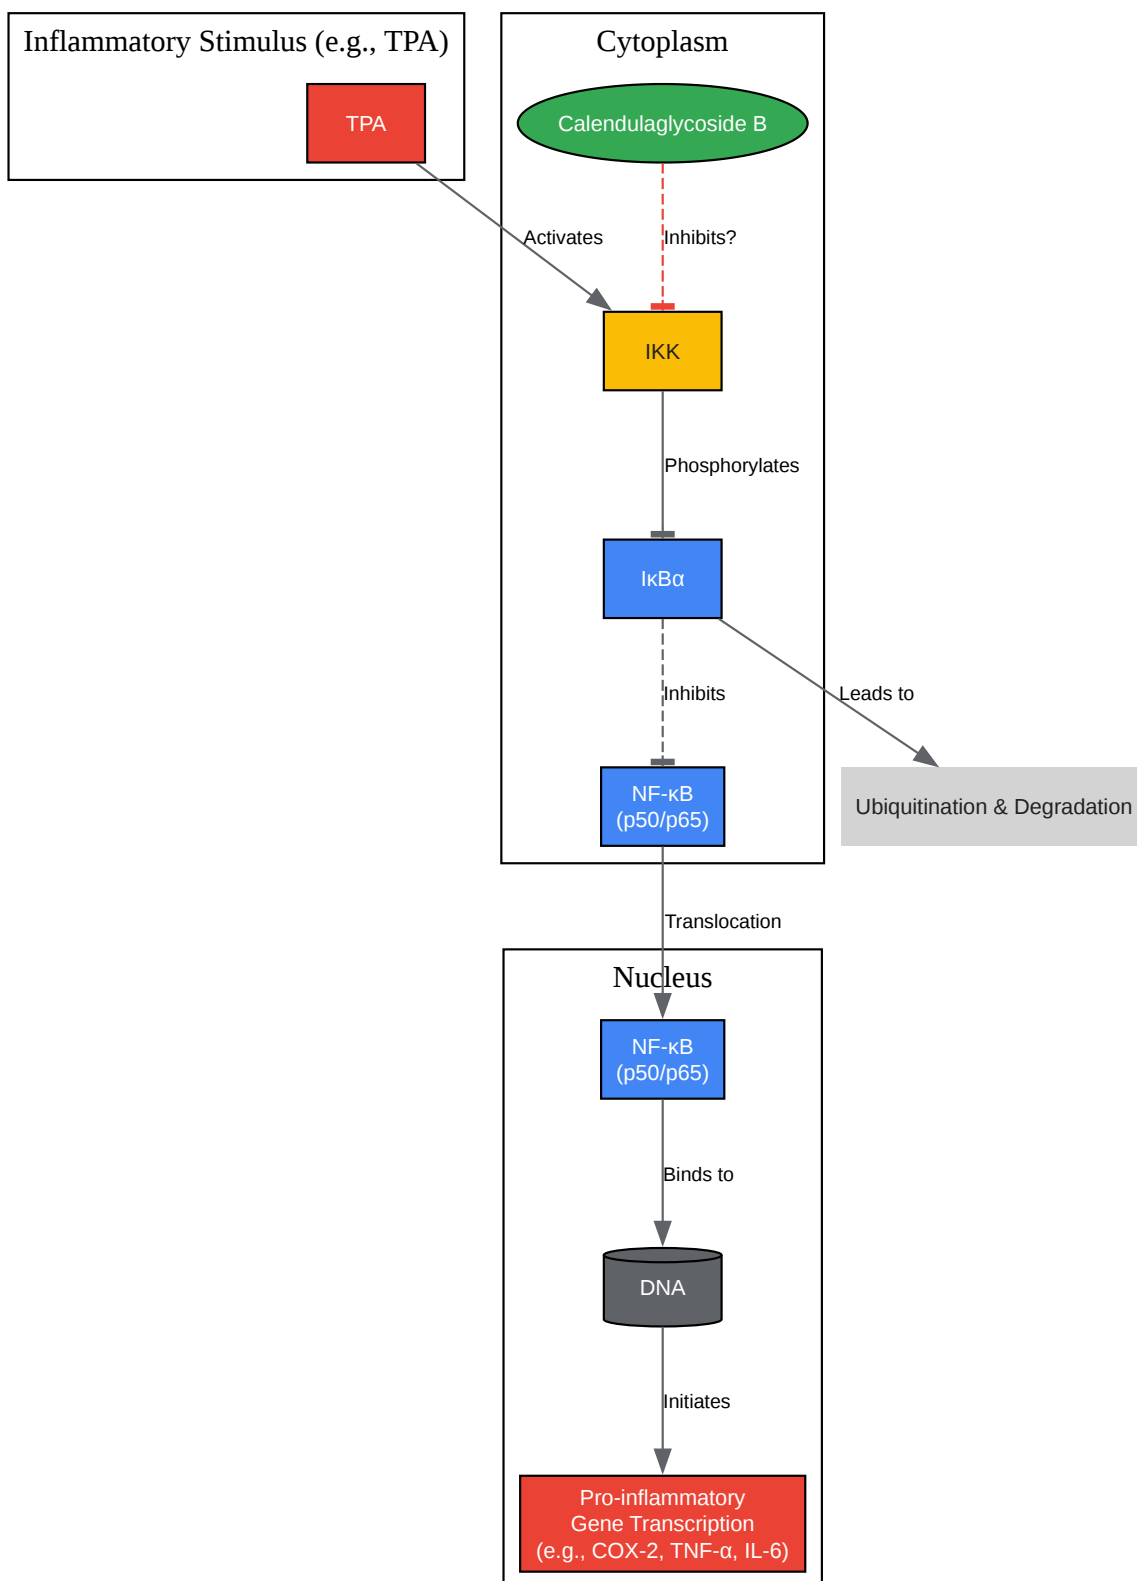 Inflammatory Stimulus (e.g., TPA)
TPA
Cytoplasm
Calendulaglycoside B
Activates
Inhibits?
IKK
Phosphorylates
IκBα
Inhibits
Leads to
NF-κB
(p50/p65)
Ubiquitination & Degradation
Translocation
Nucleus
NF-κB
(p50/p65)
Binds to
DNA
Initiates
Pro-inflammatory
Gene Transcription
(e.g., COX-2, TNF-α, IL-6)